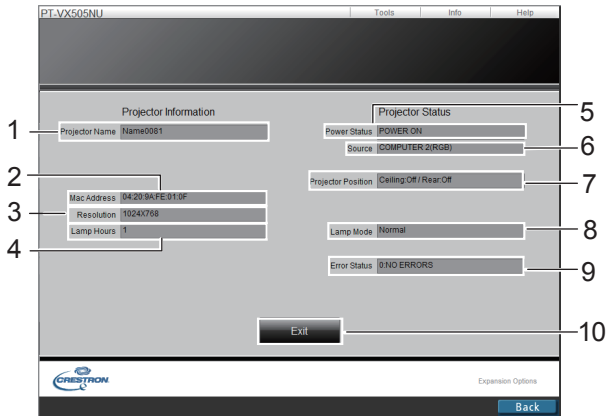 PT-VX505NU Tools Info Help
Projector Information
Projector Status
1 Projector Name Name0081
5 Power Status POWER ON
Source COMPUTER 2(RGB) 6
Projector Position Ceiling:Off / Rear:Off 7
2 Mac Address 04:20:9A:FE:01:0F
3 Resolution 1024X768
4 Lamp Hours 1
Lamp Mode Normal 8
Error Status 0:NO ERRORS 9
Exit 10
CRESTRON
Expansion Options
Back